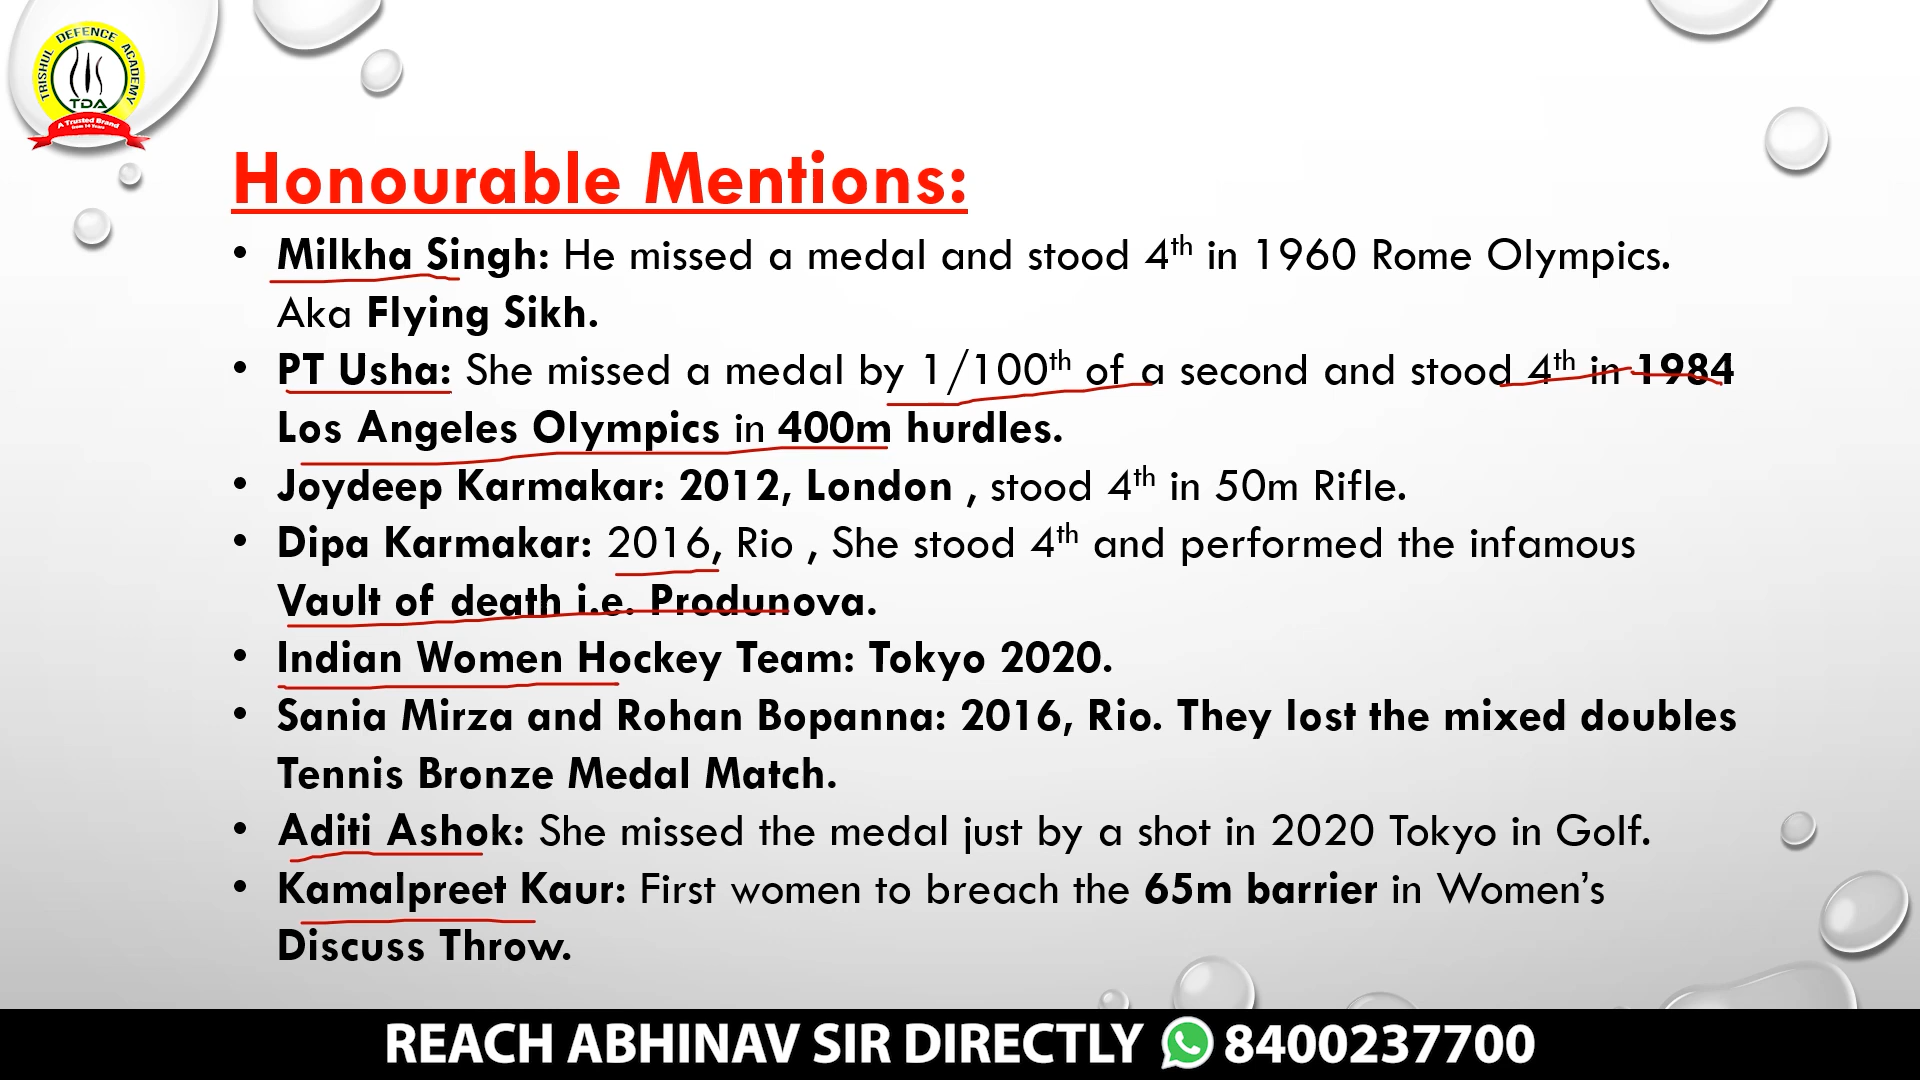 TRISHUL DEFENCE ACADEMY
TDA
A Trusted Brand
from 14 Years
Honourable Mentions:
• Milkha Singh: He missed a medal and stood 4th in 1960 Rome Olympics.
Aka Flying Sikh.
• PT Usha: She missed a medal by 1/100th of a second and stood 4th in 1984
Los Angeles Olympics in 400m hurdles.
• Joydeep Karmakar: 2012, London , stood 4th in 50m Rifle.
• Dipa Karmakar: 2016, Rio , She stood 4th and performed the infamous
Vault of death i.e. Produnova.
• Indian Women Hockey Team: Tokyo 2020.
• Sania Mirza and Rohan Bopanna: 2016, Rio. They lost the mixed doubles
Tennis Bronze Medal Match.
• Aditi Ashok: She missed the medal just by a shot in 2020 Tokyo in Golf.
• Kamalpreet Kaur: First women to breach the 65m barrier in Women’s
Discuss Throw.
REACH ABHINAV SIR DIRECTLY 8400237700